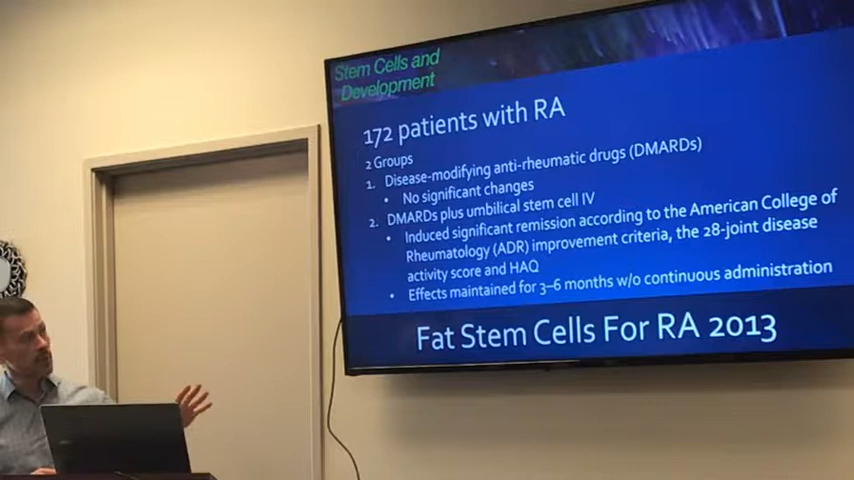 Stem Cells and
Development
172 patients with RA
2 Groups
1. Disease-modifying anti-rheumatic drugs (DMARDs)
• No significant changes
2. DMARDs plus umbilical stem cell IV
• Induced significant remission according to the American College of
Rheumatology (ADR) improvement criteria, the 28-joint disease
activity score and HAQ
• Effects maintained for 3–6 months w/o continuous administration
Fat Stem Cells For RA 2013